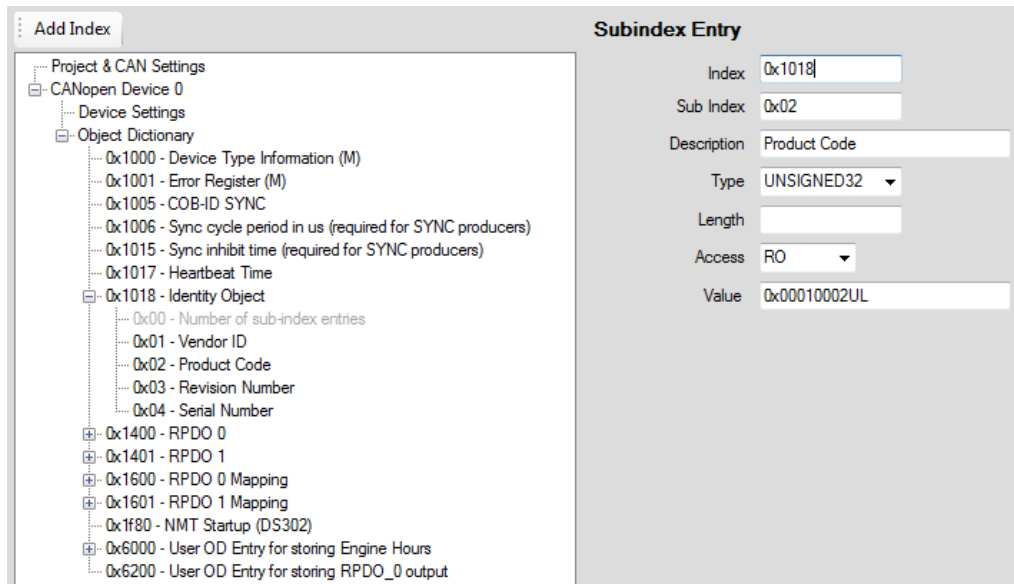 Add Index
Project & CAN Settings
CANopen Device 0
Device Settings
Object Dictionary
0x1000 - Device Type Information (M)
0x1001 - Error Register (M)
0x1005 - COB-ID SYNC
0x1006 - Sync cycle period in us (required for SYNC producers)
0x1015 - Sync inhibit time (required for SYNC producers)
0x1017 - Heartbeat Time
0x1018 - Identity Object
0x00 - Number of sub-index entries
0x01 - Vendor ID
0x02 - Product Code
0x03 - Revision Number
0x04 - Serial Number
0x1400 - RPDO 0
0x1401 - RPDO 1
0x1600 - RPDO 0 Mapping
0x1601 - RPDO 1 Mapping
0x1f80 - NMT Startup (DS302)
0x6000 - User OD Entry for storing Engine Hours
0x6200 - User OD Entry for storing RPDO_0 output
Subindex Entry
Index 0x1018
Sub Index 0x02
Description Product Code
Type UNSIGNED32
Length
Access RO
Value 0x00010002UL